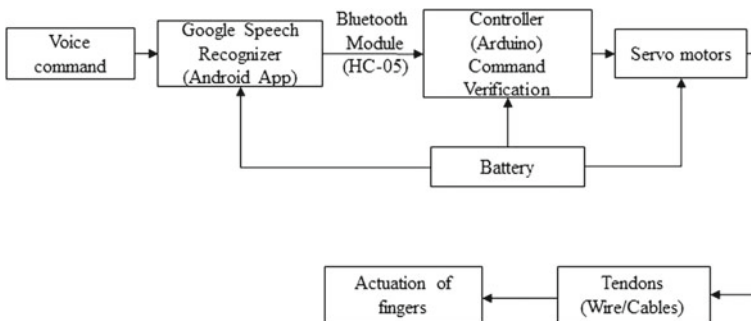 Voice
command
Google Speech
Recognizer
(Android App)
Bluetooth
Module
(HC-05)
Controller
(Arduino)
Command
Verification
Servo motors
Battery
Actuation of
fingers
Tendons
(Wire/Cables)